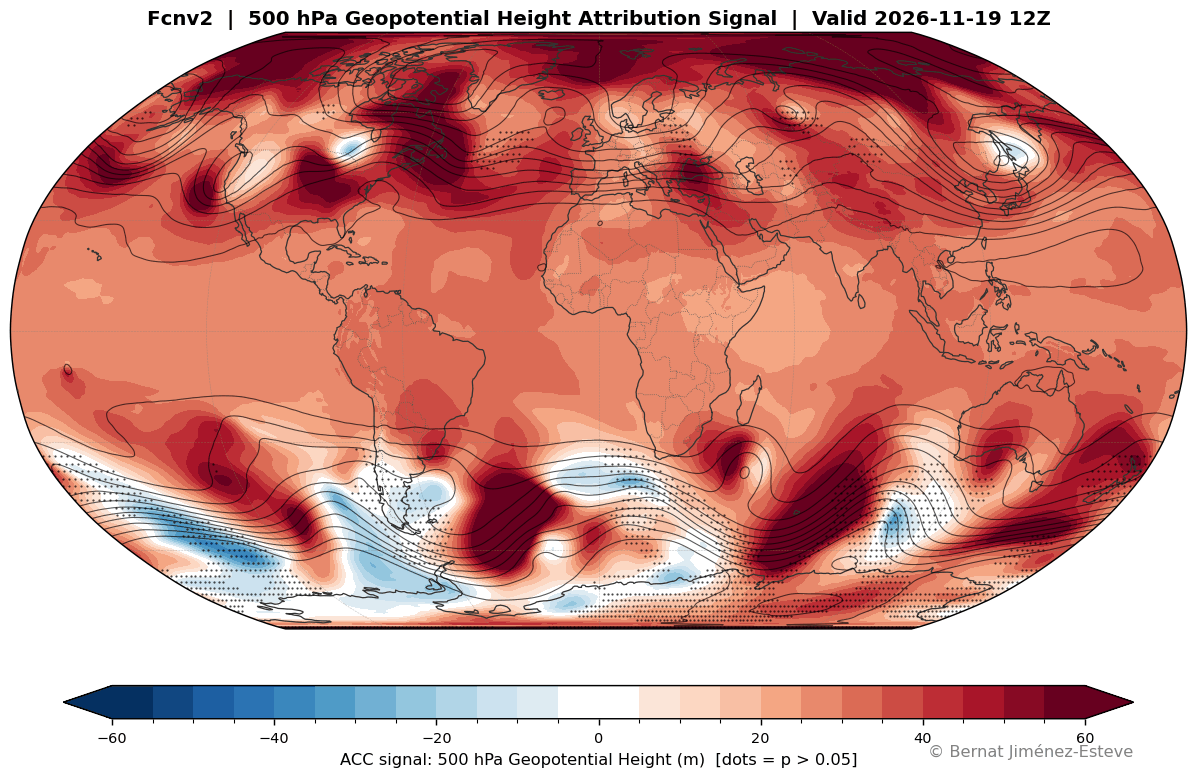 Fcnv2 | 500 hPa Geopotential Height Attribution Signal | Valid 2026-11-19 12Z
−60 −40 −20 0 20 40 60
© Bernat Jiménez-Esteve
ACC signal: 500 hPa Geopotential Height (m) [dots = p > 0.05]